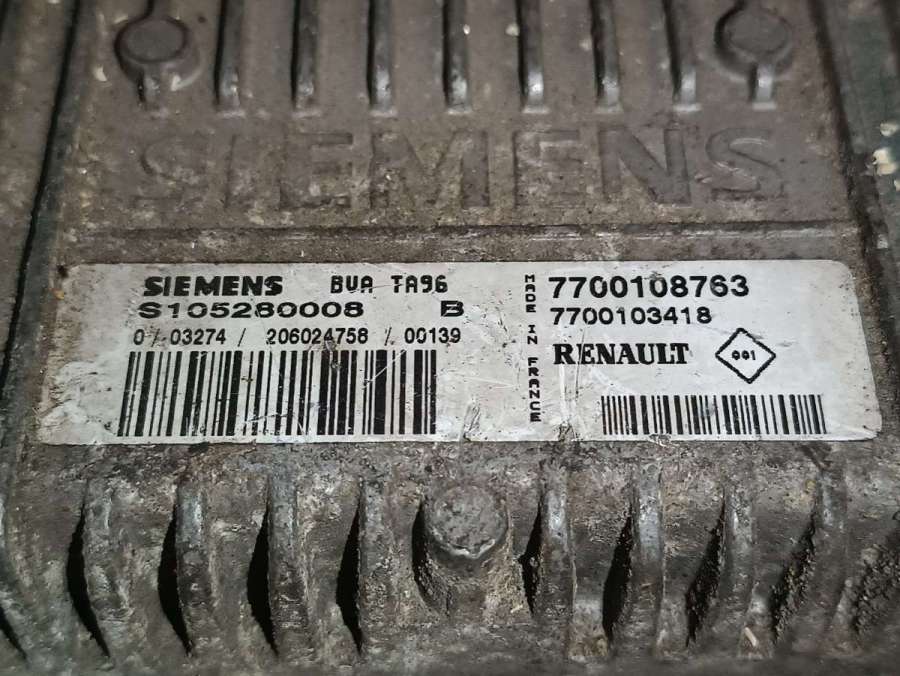 SIEMENS
SIEMENS BVA TA96
S105280008 B
0 / 03274 / 206024758 / 00139
MADE IN FRANCE
7700108763
7700103418
RENAULT 001